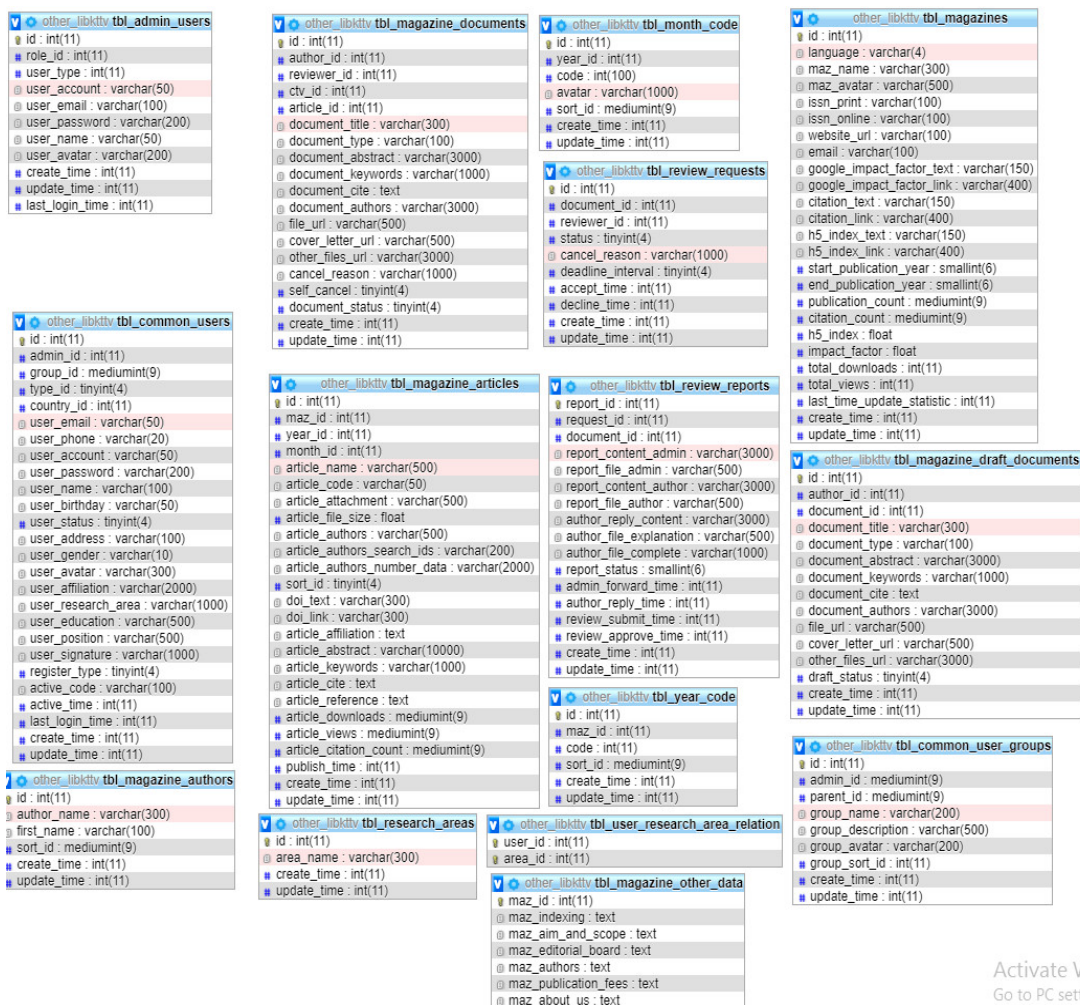 other_libkttv tbl_admin_users
id : int(11)
role_id : int(11)
user_type : int(11)
user_account : varchar(50)
user_email : varchar(100)
user_password : varchar(200)
user_name : varchar(50)
user_avatar : varchar(200)
create_time : int(11)
update_time : int(11)
last_login_time : int(11)
other_libkttv tbl_common_users
id : int(11)
admin_id : int(11)
group_id : mediumint(9)
type_id : tinyint(4)
country_id : int(11)
user_email : varchar(50)
user_phone : varchar(20)
user_account : varchar(50)
user_password : varchar(200)
user_name : varchar(100)
user_birthday : varchar(50)
user_status : tinyint(4)
user_address : varchar(100)
user_gender : varchar(10)
user_avatar : varchar(300)
user_affiliation : varchar(2000)
user_research_area : varchar(1000)
user_education : varchar(500)
user_position : varchar(500)
user_signature : varchar(1000)
register_type : tinyint(4)
active_code : varchar(100)
active_time : int(11)
last_login_time : int(11)
create_time : int(11)
update_time : int(11)
other_libkttv tbl_magazine_authors
id : int(11)
author_name : varchar(300)
first_name : varchar(100)
sort_id : mediumint(9)
create_time : int(11)
update_time : int(11)
other_libkttv tbl_magazine_documents
id : int(11)
author_id : int(11)
reviewer_id : int(11)
ctv_id : int(11)
article_id : int(11)
document_title : varchar(300)
document_type : varchar(100)
document_abstract : varchar(3000)
document_keywords : varchar(1000)
document_cite : text
document_authors : varchar(3000)
file_url : varchar(500)
cover_letter_url : varchar(500)
other_files_url : varchar(3000)
cancel_reason : varchar(1000)
self_cancel : tinyint(4)
document_status : tinyint(4)
create_time : int(11)
update_time : int(11)
other_libkttv tbl_magazine_articles
id : int(11)
maz_id : int(11)
year_id : int(11)
month_id : int(11)
article_name : varchar(500)
article_code : varchar(50)
article_attachment : varchar(500)
article_file_size : float
article_authors : varchar(500)
article_authors_search_ids : varchar(200)
article_authors_number_data : varchar(2000)
sort_id : tinyint(4)
doi_text : varchar(300)
doi_link : varchar(300)
article_affiliation : text
article_abstract : varchar(10000)
article_keywords : varchar(1000)
article_cite : text
article_reference : text
article_downloads : mediumint(9)
article_views : mediumint(9)
article_citation_count : mediumint(9)
publish_time : int(11)
create_time : int(11)
update_time : int(11)
other_libkttv tbl_research_areas
id : int(11)
area_name : varchar(300)
create_time : int(11)
update_time : int(11)
other_libkttv tbl_month_code
id : int(11)
year_id : int(11)
code : int(100)
avatar : varchar(1000)
sort_id : mediumint(9)
create_time : int(11)
update_time : int(11)
other_libkttv tbl_review_requests
id : int(11)
document_id : int(11)
reviewer_id : int(11)
status : tinyint(4)
cancel_reason : varchar(1000)
deadline_interval : tinyint(4)
accept_time : int(11)
decline_time : int(11)
create_time : int(11)
update_time : int(11)
other_libkttv tbl_review_reports
report_id : int(11)
request_id : int(11)
document_id : int(11)
report_content_admin : varchar(3000)
report_file_admin : varchar(500)
report_content_author : varchar(3000)
report_file_author : varchar(500)
author_reply_content : varchar(3000)
author_file_explanation : varchar(500)
author_file_complete : varchar(1000)
report_status : smallint(6)
admin_forward_time : int(11)
author_reply_time : int(11)
review_submit_time : int(11)
review_approve_time : int(11)
create_time : int(11)
update_time : int(11)
other_libkttv tbl_year_code
id : int(11)
maz_id : int(11)
code : int(11)
sort_id : mediumint(9)
create_time : int(11)
update_time : int(11)
other_libkttv tbl_user_research_area_relation
user_id : int(11)
area_id : int(11)
other_libkttv tbl_magazine_other_data
maz_id : int(11)
maz_indexing : text
maz_aim_and_scope : text
maz_editorial_board : text
maz_authors : text
maz_publication_fees : text
maz_about_us : text
other_libkttv tbl_magazines
id : int(11)
language : varchar(4)
maz_name : varchar(300)
maz_avatar : varchar(500)
issn_print : varchar(100)
issn_online : varchar(100)
website_url : varchar(100)
email : varchar(100)
google_impact_factor_text : varchar(150)
google_impact_factor_link : varchar(400)
citation_text : varchar(150)
citation_link : varchar(400)
h5_index_text : varchar(150)
h5_index_link : varchar(400)
start_publication_year : smallint(6)
end_publication_year : smallint(6)
publication_count : mediumint(9)
citation_count : mediumint(9)
h5_index : float
impact_factor : float
total_downloads : int(11)
total_views : int(11)
last_time_update_statistic : int(11)
create_time : int(11)
update_time : int(11)
other_libkttv tbl_magazine_draft_documents
id : int(11)
author_id : int(11)
document_id : int(11)
document_title : varchar(300)
document_type : varchar(100)
document_abstract : varchar(3000)
document_keywords : varchar(1000)
document_cite : text
document_authors : varchar(3000)
file_url : varchar(500)
cover_letter_url : varchar(500)
other_files_url : varchar(3000)
draft_status : tinyint(4)
create_time : int(11)
update_time : int(11)
other_libkttv tbl_common_user_groups
id : int(11)
admin_id : mediumint(9)
parent_id : mediumint(9)
group_name : varchar(200)
group_description : varchar(500)
group_avatar : varchar(200)
group_sort_id : int(11)
create_time : int(11)
update_time : int(11)
Activate
Go to PC sett